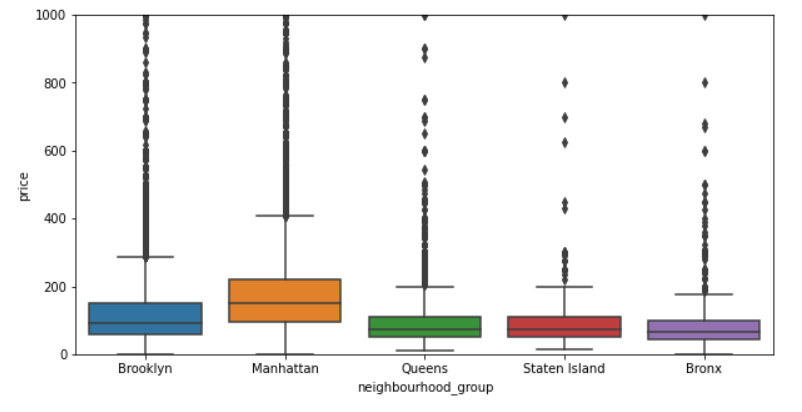 1000
800
600
400
200
0
price
Brooklyn Manhattan Queens Staten Island Bronx
neighbourhood_group